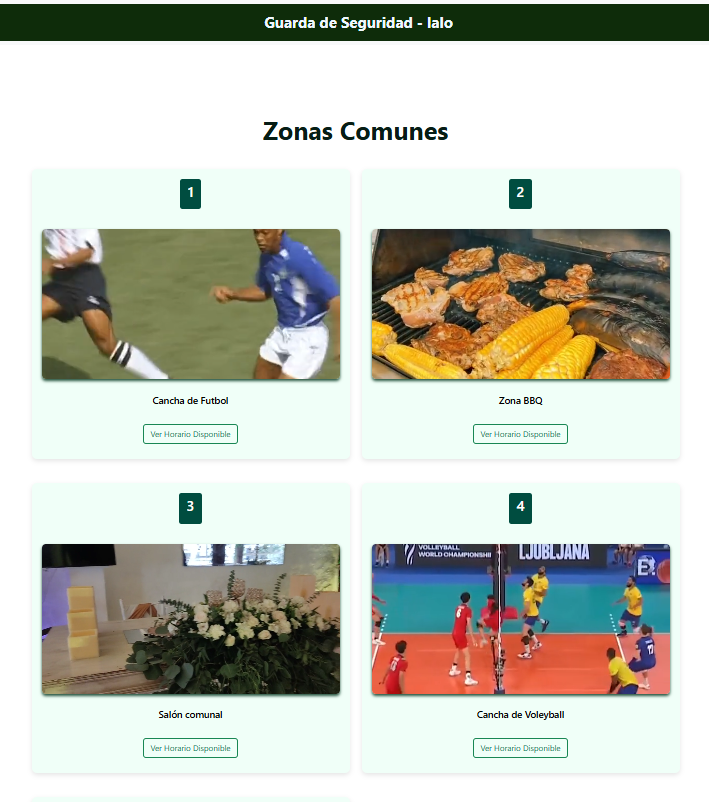 Guarda de Seguridad - lalo
Zonas Comunes
1
2
Cancha de Futbol
Zona BBQ
Ver Horario Disponible
Ver Horario Disponible
3
4
VOLLEYBALL
WORLD CHAMPIONSHIP
LJUBLJANA
E.
17
Salón comunal
Cancha de Voleyball
Ver Horario Disponible
Ver Horario Disponible